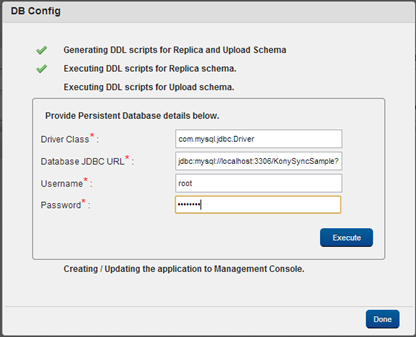 DB Config
Generating DDL scripts for Replica and Upload Schema
Executing DDL scripts for Replica schema.
Executing DDL scripts for Upload schema.
Provide Persistent Database details below.
Driver Class* : com.mysql.jdbc.Driver
Database JDBC URL* : jdbc:mysql://localhost:3306/KonySyncSample?
Username* : root
Password* : ••••••••
Execute
Creating / Updating the application to Management Console.
Done